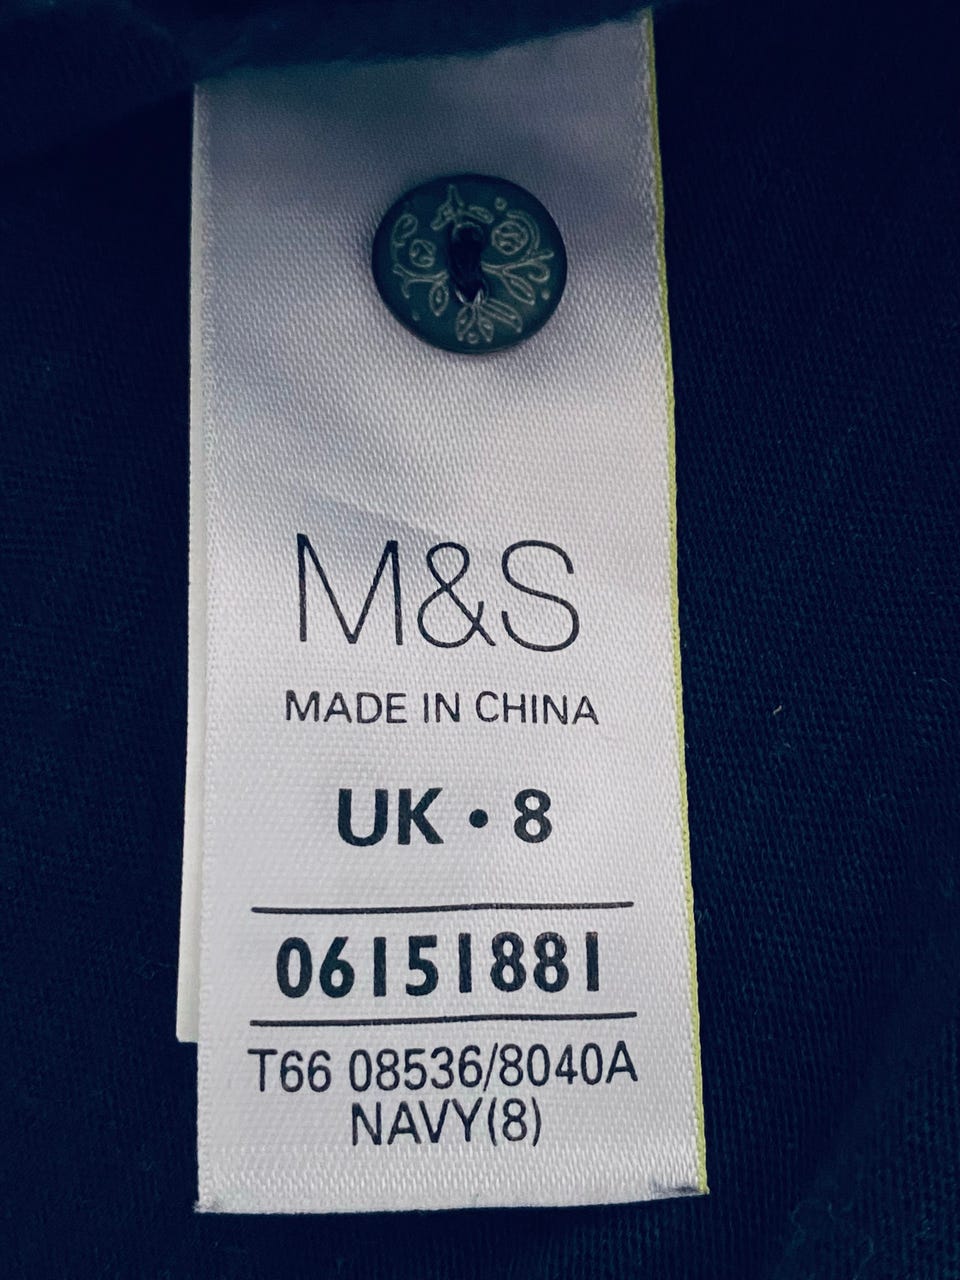 M&S
MADE IN CHINA
UK • 8
06151881
T66 08536/8040A
NAVY(8)